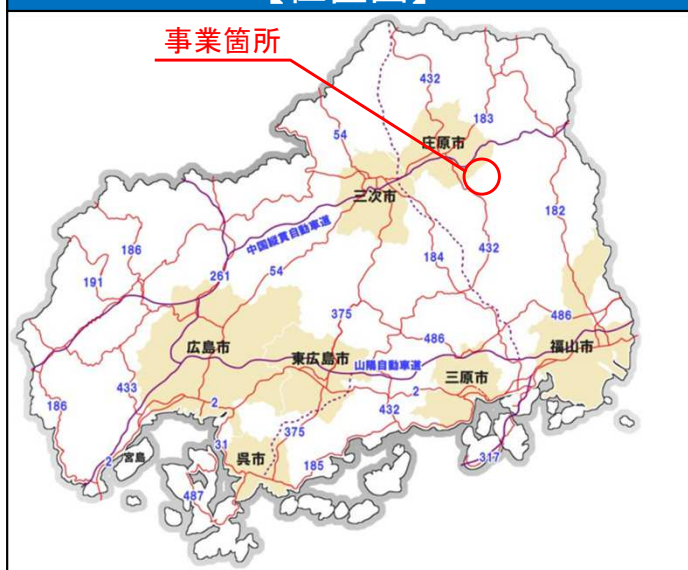 【位置図】
事業箇所
432
183
54
庄原市
三次市
182
186
中国縦貫自動車道
432
184
191
261
54
375
486
486
広島市
東広島市
山陽自動車道
福山市
三原市
433
2
2
432
186
31
375
呉市
185
317
2
宮島
487